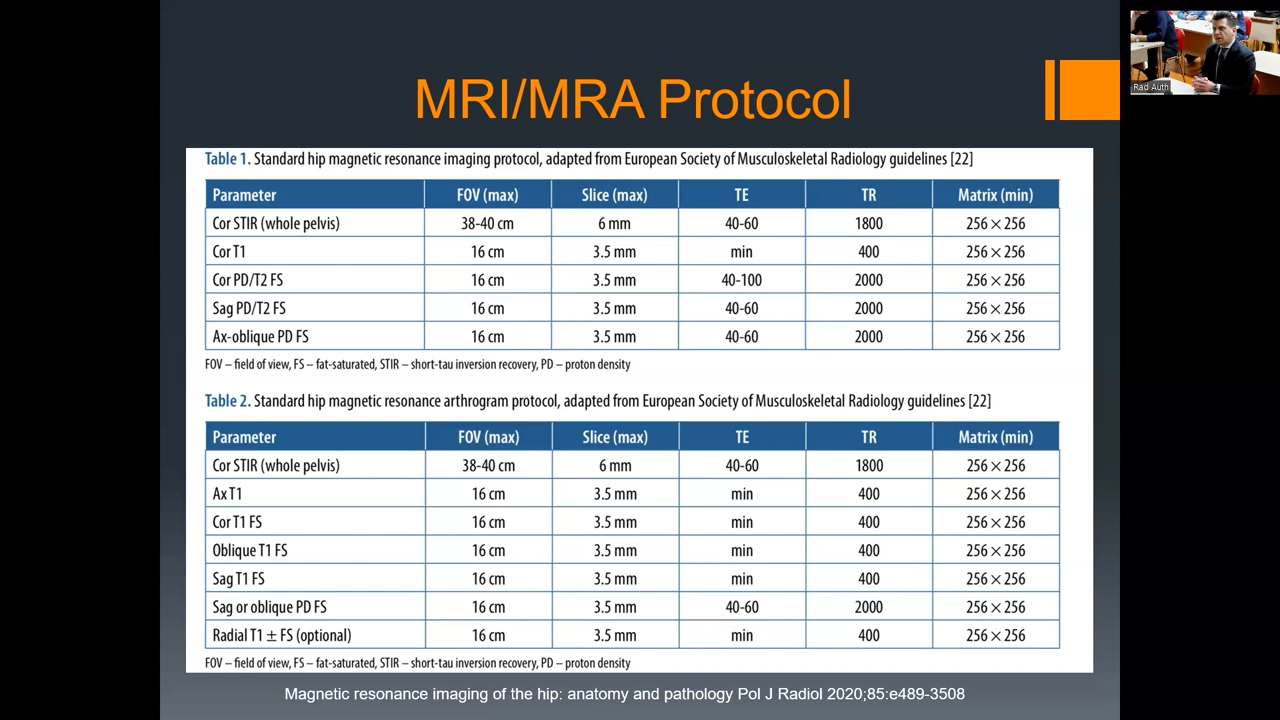 MRI/MRA Protocol
Rad Auth
Table 1. Standard hip magnetic resonance imaging protocol, adapted from European Society of Musculoskeletal Radiology guidelines [22]
Parameter FOV (max) Slice (max) TE TR Matrix (min)
Cor STIR (whole pelvis) 38-40 cm 6 mm 40-60 1800 256 × 256
Cor T1 16 cm 3.5 mm min 400 256 × 256
Cor PD/T2 FS 16 cm 3.5 mm 40-100 2000 256 × 256
Sag PD/T2 FS 16 cm 3.5 mm 40-60 2000 256 × 256
Ax-oblique PD FS 16 cm 3.5 mm 40-60 2000 256 × 256
FOV – field of view, FS – fat-saturated, STIR – short-tau inversion recovery, PD – proton density
Table 2. Standard hip magnetic resonance arthrogram protocol, adapted from European Society of Musculoskeletal Radiology guidelines [22]
Parameter FOV (max) Slice (max) TE TR Matrix (min)
Cor STIR (whole pelvis) 38-40 cm 6 mm 40-60 1800 256 × 256
Ax T1 16 cm 3.5 mm min 400 256 × 256
Cor T1 FS 16 cm 3.5 mm min 400 256 × 256
Oblique T1 FS 16 cm 3.5 mm min 400 256 × 256
Sag T1 FS 16 cm 3.5 mm min 400 256 × 256
Sag or oblique PD FS 16 cm 3.5 mm 40-60 2000 256 × 256
Radial T1 ± FS (optional) 16 cm 3.5 mm min 400 256 × 256
FOV – field of view, FS – fat-saturated, STIR – short-tau inversion recovery, PD – proton density
Magnetic resonance imaging of the hip: anatomy and pathology Pol J Radiol 2020;85:e489-3508